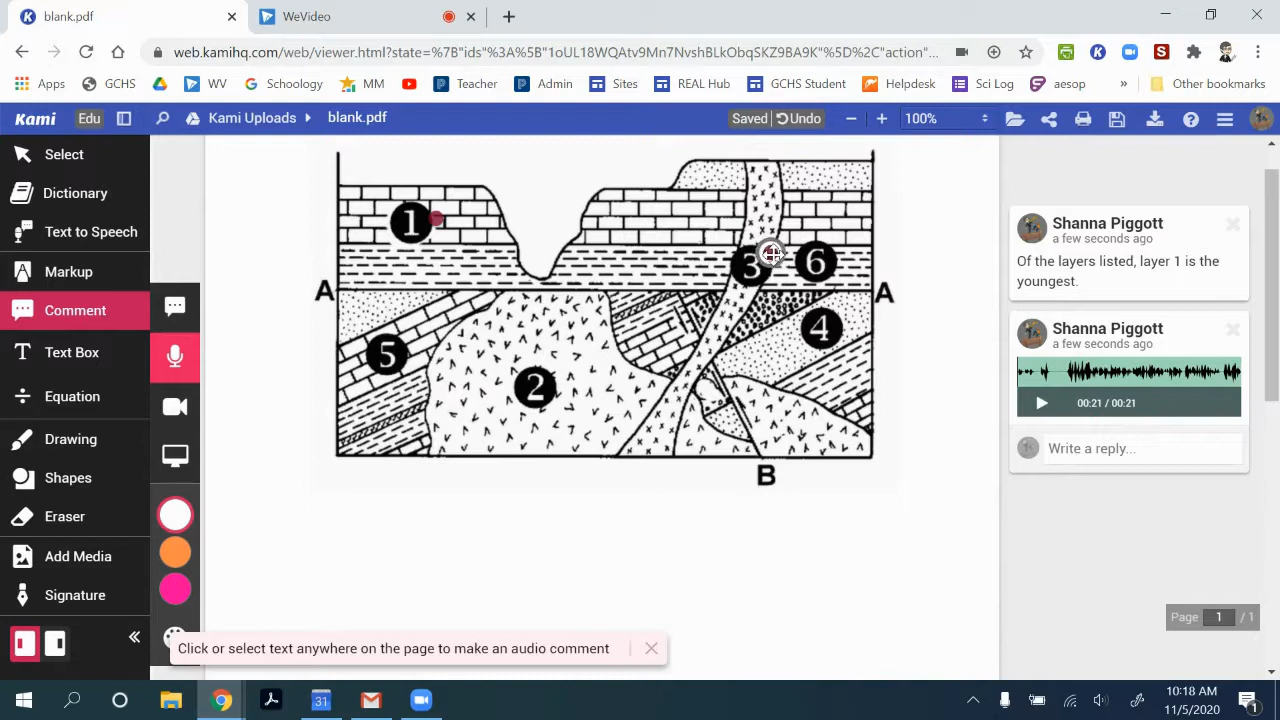 blank.pdf
WeVideo
web.kamihq.com/web/viewer.html?state=%7B"ids"%3A%5B"1oUL18WQAtv9Mn7NvshBLkObqSKZ9BA9K"%5D%2C"action"...
Apps
GCHS
WV
Schoology
MM
Teacher
Admin
Sites
REAL Hub
GCHS Student
Helpdesk
Sci Log
aesop
»
Other bookmarks
Kami
Edu
Kami Uploads
blank.pdf
Saved
Undo
100%
Select
Dictionary
Text to Speech
Markup
Comment
Text Box
Equation
Drawing
Shapes
Eraser
Add Media
Signature
1
3
6
A
A
5
4
2
B
Shanna Piggott
a few seconds ago
Of the layers listed, layer 1 is the
youngest.
Shanna Piggott
a few seconds ago
00:21 / 00:21
Write a reply...
Page 1 / 1
Click or select text anywhere on the page to make an audio comment
31
10:18 AM
11/5/2020
1